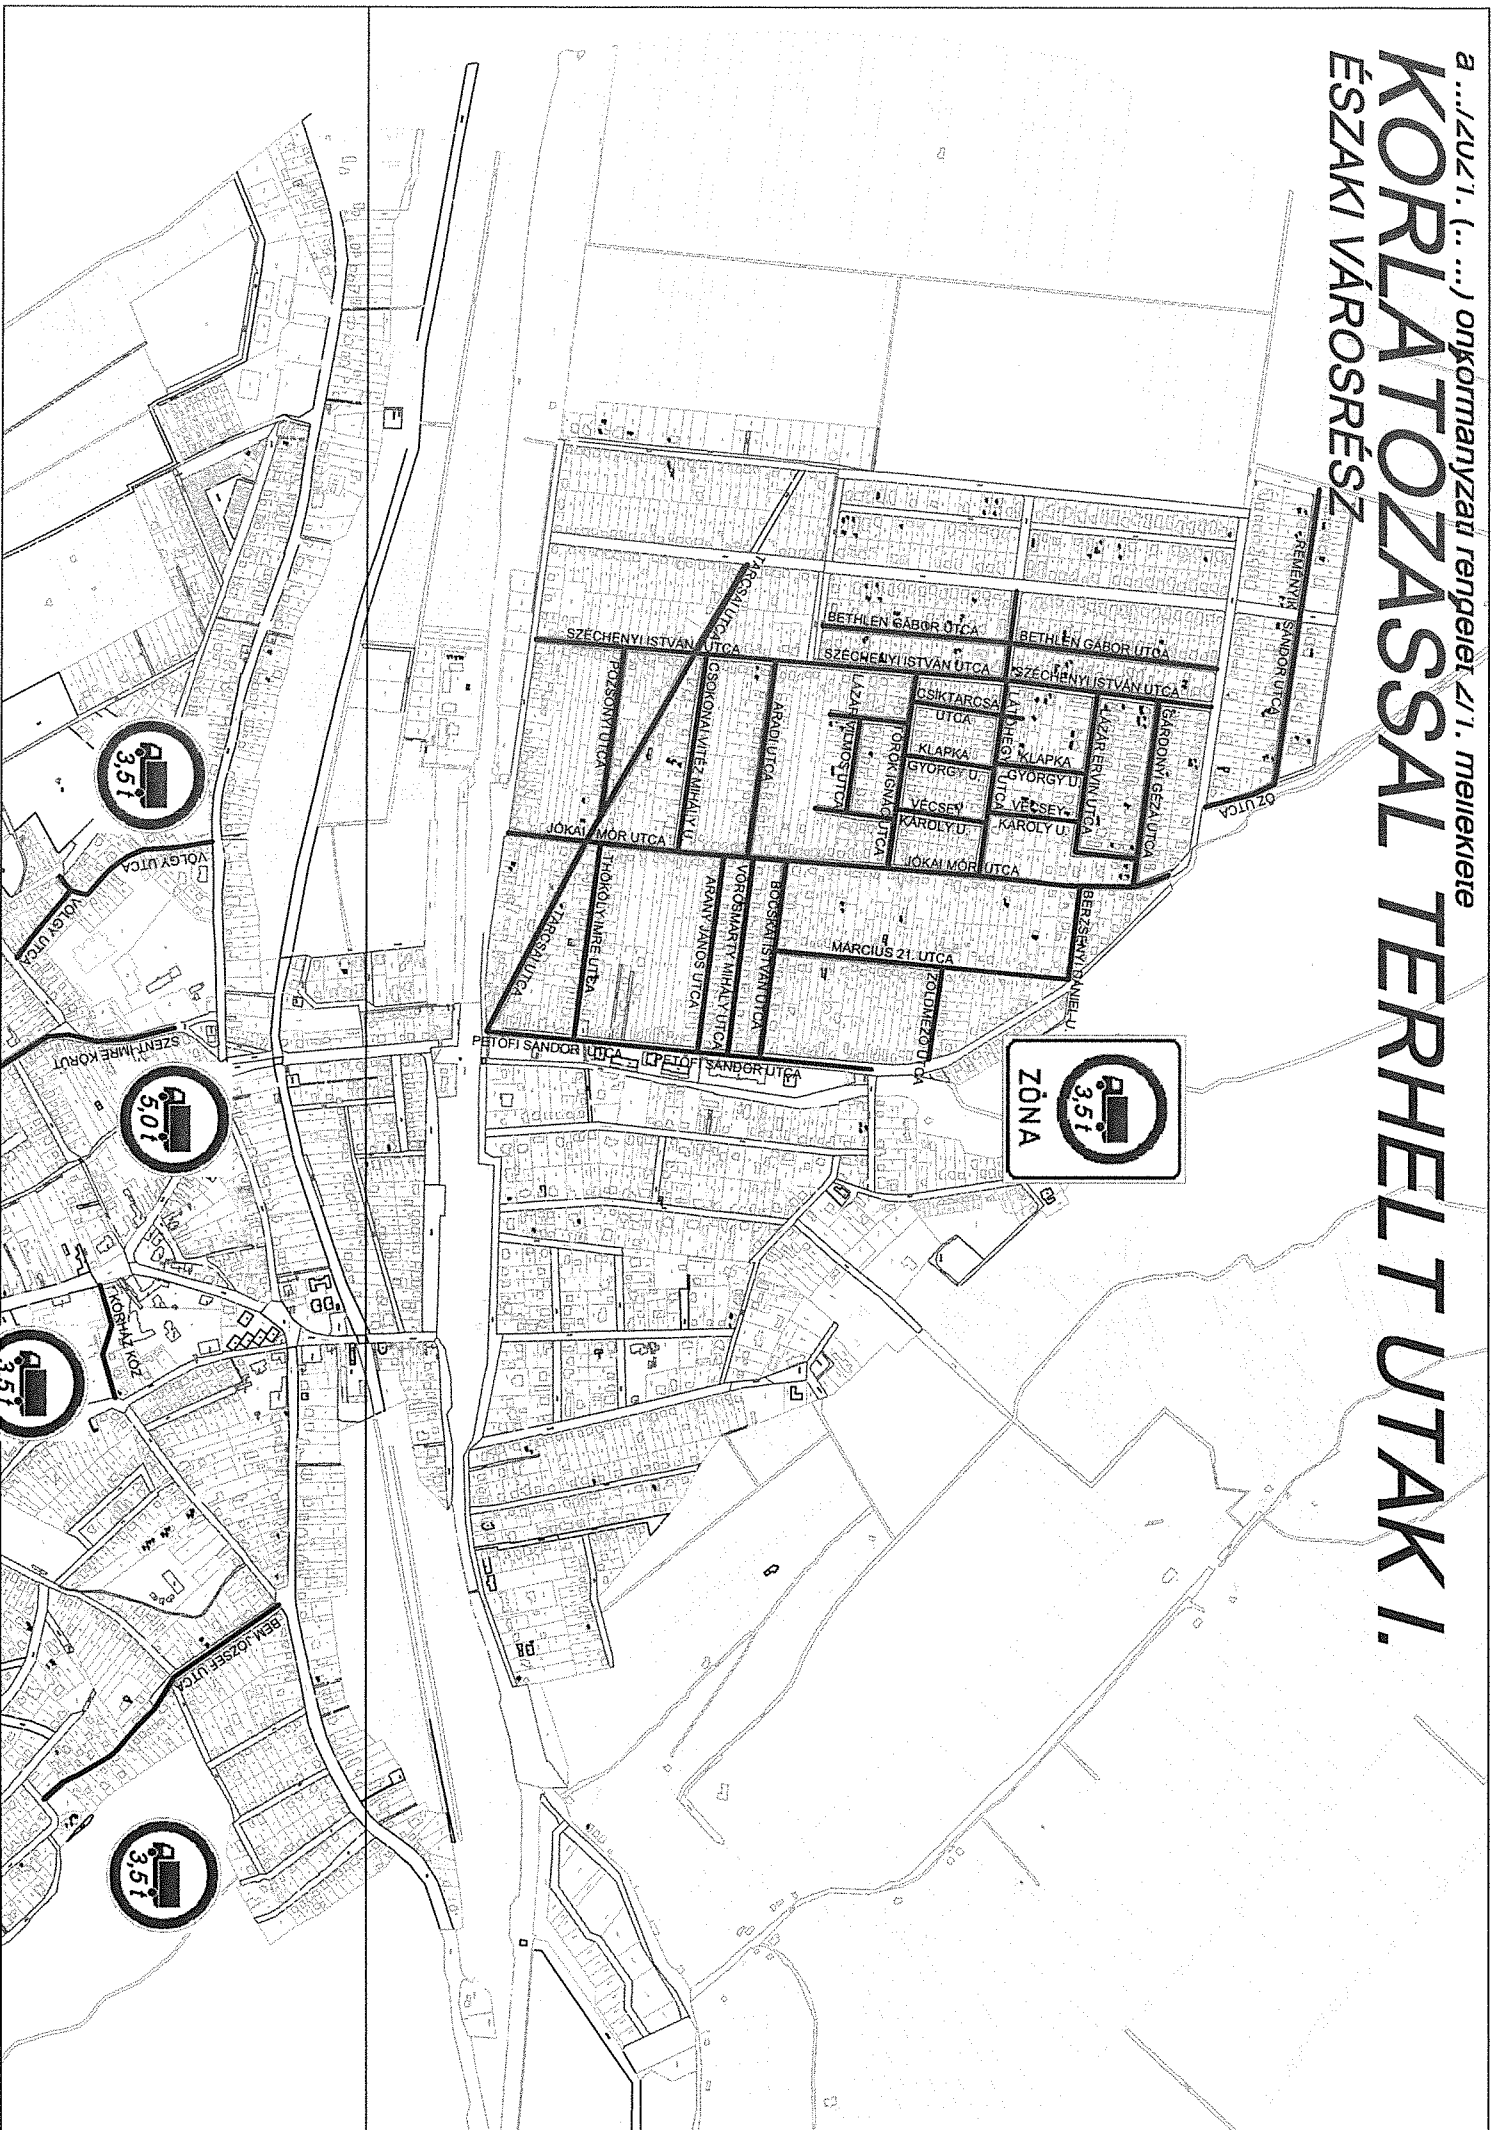 a .../2021. (.. ...) önkormányzati rendelet 2/1. melléklete
KORLÁTOZÁSSAL TERHELT UTAK I.
ÉSZAKI VÁROSRÉSZ
REMÉNYIK SÁNDOR UTCA
ŐZ UTCA
TARCSAI UTCA
BETHLEN GÁBOR UTCA
BETHLEN GÁBOR UTCA
SZÉCHENYI ISTVÁN UTCA
SZÉCHENYI ISTVÁN UTCA
SZÉCHENYI ISTVÁN UTCA
GÁRDONYI GÉZA UTCA
LÁZÁR ERVIN UTCA
LÁTÓHEGY UTCA
CSIKTARCSA
UTCA
KLAPKA
GYÖRGY U.
KLAPKA
GYÖRGY U.
VÉCSEY
KÁROLY U.
VÉCSEY
KÁROLY U.
LÁZÁR VILMOS UTCA
TÖRÖK IGNÁC UTCA
ARADI UTCA
CSOKONAI VITÉZ MIHÁLY U.
POZSONYI UTCA
JÓKAI MÓR UTCA
JÓKAI MÓR UTCA
BERZSENYI DÁNIEL U.
MÁRCIUS 21. UTCA
ZÖLDMEZŐ UTCA
BOCSKAI ISTVÁN UTCA
VÖRÖSMARTY MIHÁLY UTCA
ARANY JÁNOS UTCA
THÖKÖLY IMRE UTCA
TARCSAI UTCA
PETŐFI SÁNDOR UTCA
PETŐFI SÁNDOR UTCA
3,5 t
ZÓNA
3,5 t
VÖLGY UTCA
VÖLGY UTCA
SZENT IMRE KÖRÚT
5,0 t
KÓRHÁZ KÖZ
3,5 t
BEM JÓZSEF UTCA
3,5 t